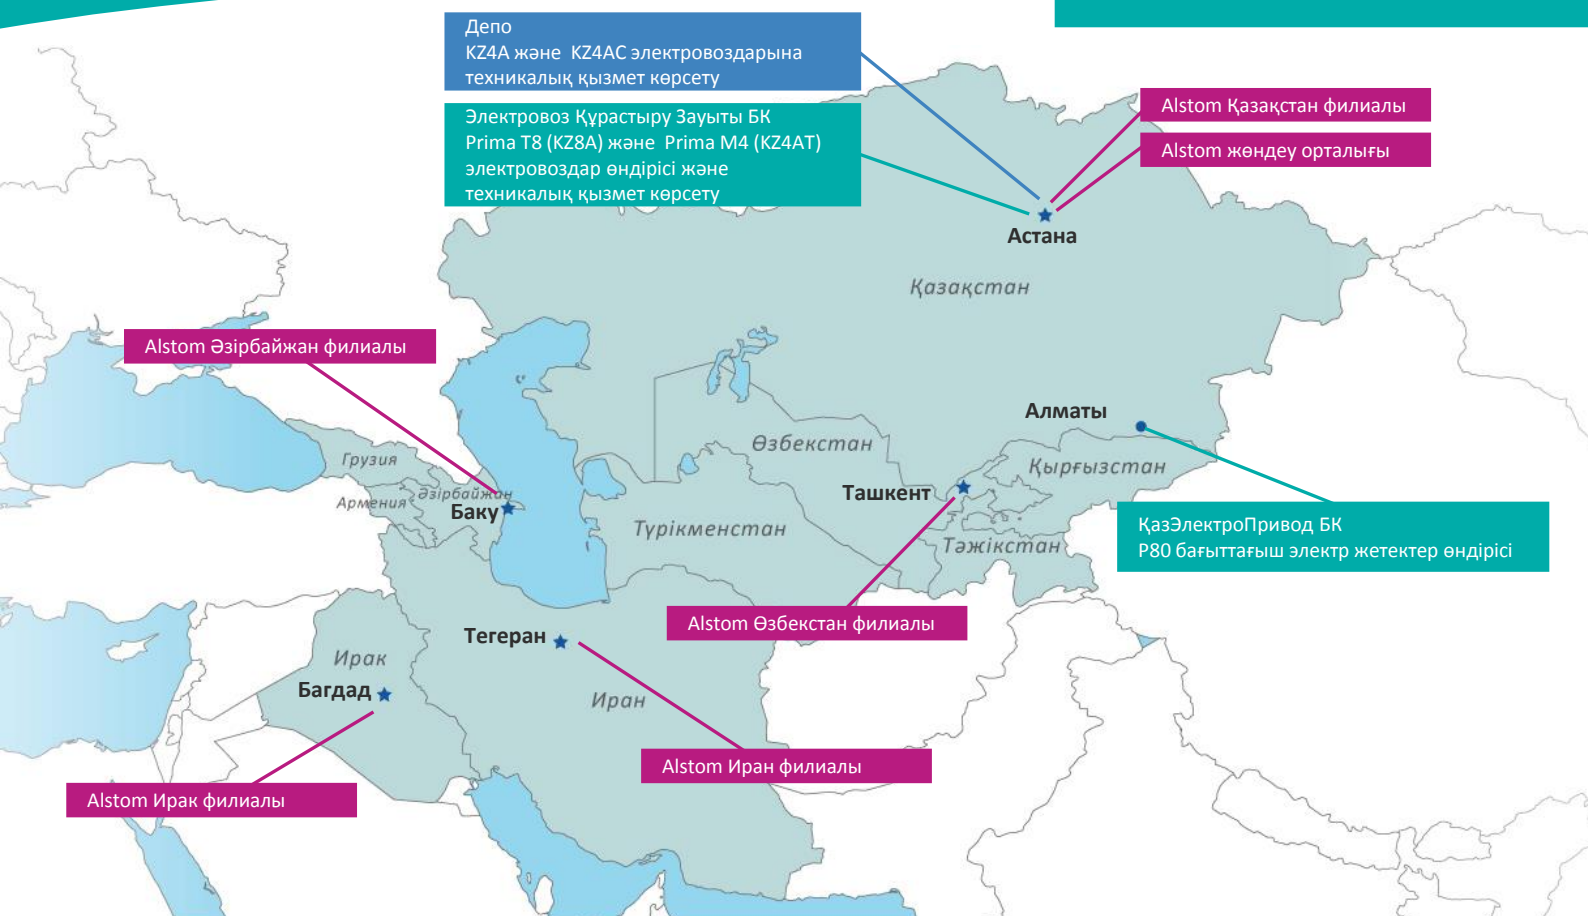 Депо
KZ4A және KZ4AC электровоздарына
техникалық қызмет көрсету
Электровоз Құрастыру Зауыты БК
Prima T8 (KZ8A) және Prima M4 (KZ4AT)
электровоздар өндірісі және
техникалық қызмет көрсету
Alstom Қазақстан филиалы
Alstom жөндеу орталығы
Астана
Қазақстан
Alstom Әзірбайжан филиалы
Алматы
Өзбекстан
Қырғызстан
Грузия
Әзірбайжан
Армения
Баку
Ташкент
Түрікменстан
Тәжікстан
ҚазЭлектроПривод БК
P80 бағыттағыш электр жетектер өндірісі
Alstom Өзбекстан филиалы
Тегеран
Ирак
Багдад
Иран
Alstom Иран филиалы
Alstom Ирак филиалы